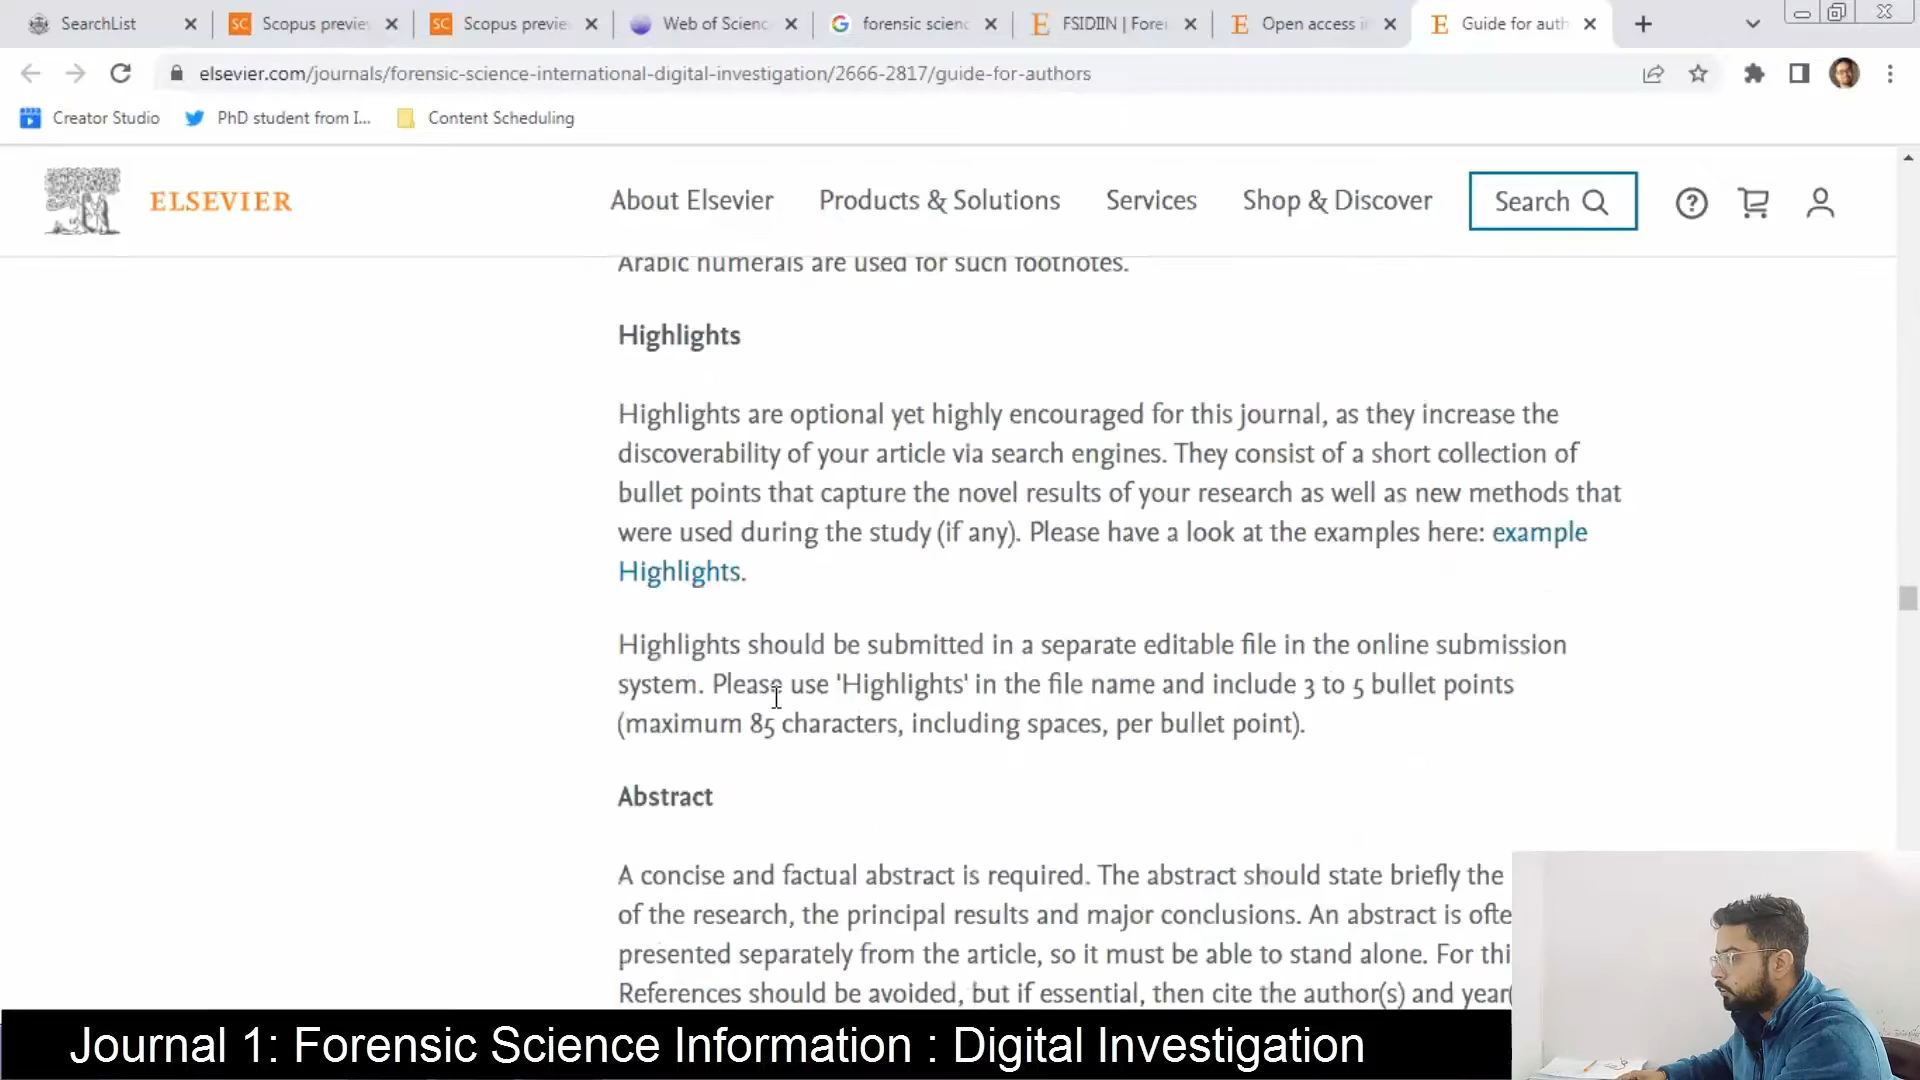 SearchList
Scopus preview
Scopus preview
Web of Science
forensic scienc
FSIDIIN | Foren
Open access in
Guide for auth
elsevier.com/journals/forensic-science-international-digital-investigation/2666-2817/guide-for-authors
Creator Studio
PhD student from I...
Content Scheduling
ELSEVIER
About Elsevier
Products & Solutions
Services
Shop & Discover
Search
Arabic numerals are used for such footnotes.
Highlights
Highlights are optional yet highly encouraged for this journal, as they increase the
discoverability of your article via search engines. They consist of a short collection of
bullet points that capture the novel results of your research as well as new methods that
were used during the study (if any). Please have a look at the examples here: example
Highlights.
Highlights should be submitted in a separate editable file in the online submission
system. Please use 'Highlights' in the file name and include 3 to 5 bullet points
(maximum 85 characters, including spaces, per bullet point).
Abstract
A concise and factual abstract is required. The abstract should state briefly the
of the research, the principal results and major conclusions. An abstract is ofte
presented separately from the article, so it must be able to stand alone. For thi
References should be avoided, but if essential, then cite the author(s) and year(
Journal 1: Forensic Science Information : Digital Investigation